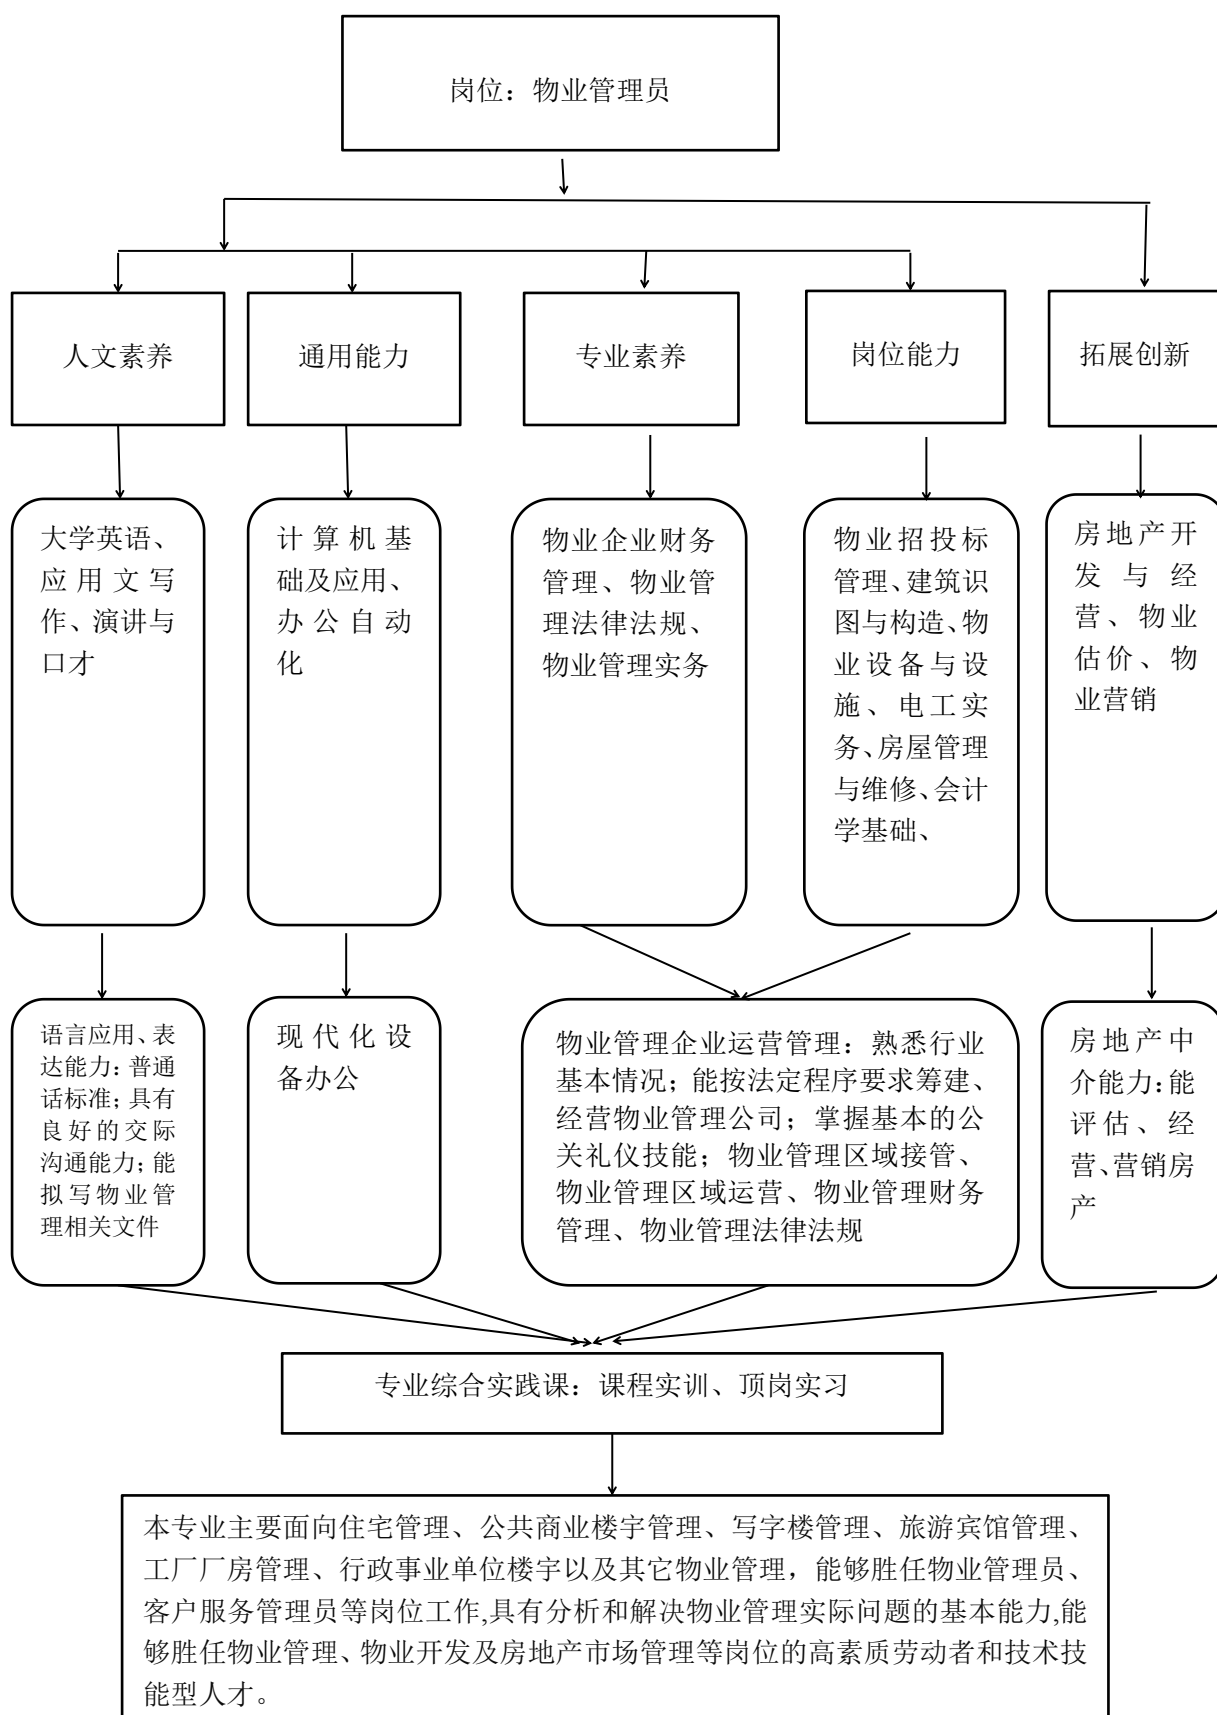 岗位：物业管理员
人文素养
通用能力
专业素养
岗位能力
拓展创新
大学英语、
应用文写
作、演讲与
口才
计算机基
础及应用、
办公自动
化
物业企业财务
管理、物业管
理法律法规、
物业管理实务
物业招投标
管理、建筑识
图与构造、物
业设备与设
施、电工实
务、房屋管理
与维修、会计
学基础、
房地产开
发与经
营、物业
估价、物
业营销
语言应用、表
达能力：普通
话标准；具有
良好的交际
沟通能力；能
拟写物业管
理相关文件
现代化设
备办公
物业管理企业运营管理：熟悉行业
基本情况；能按法定程序要求筹建、
经营物业管理公司；掌握基本的公
关礼仪技能；物业管理区域接管、
物业管理区域运营、物业管理财务
管理、物业管理法律法规
房地产中
介能力：能
评估、经
营、营销房
产
专业综合实践课：课程实训、顶岗实习
本专业主要面向住宅管理、公共商业楼宇管理、写字楼管理、旅游宾馆管理、
工厂厂房管理、行政事业单位楼宇以及其它物业管理，能够胜任物业管理员、
客户服务管理员等岗位工作,具有分析和解决物业管理实际问题的基本能力,能
够胜任物业管理、物业开发及房地产市场管理等岗位的高素质劳动者和技术技
能型人才。